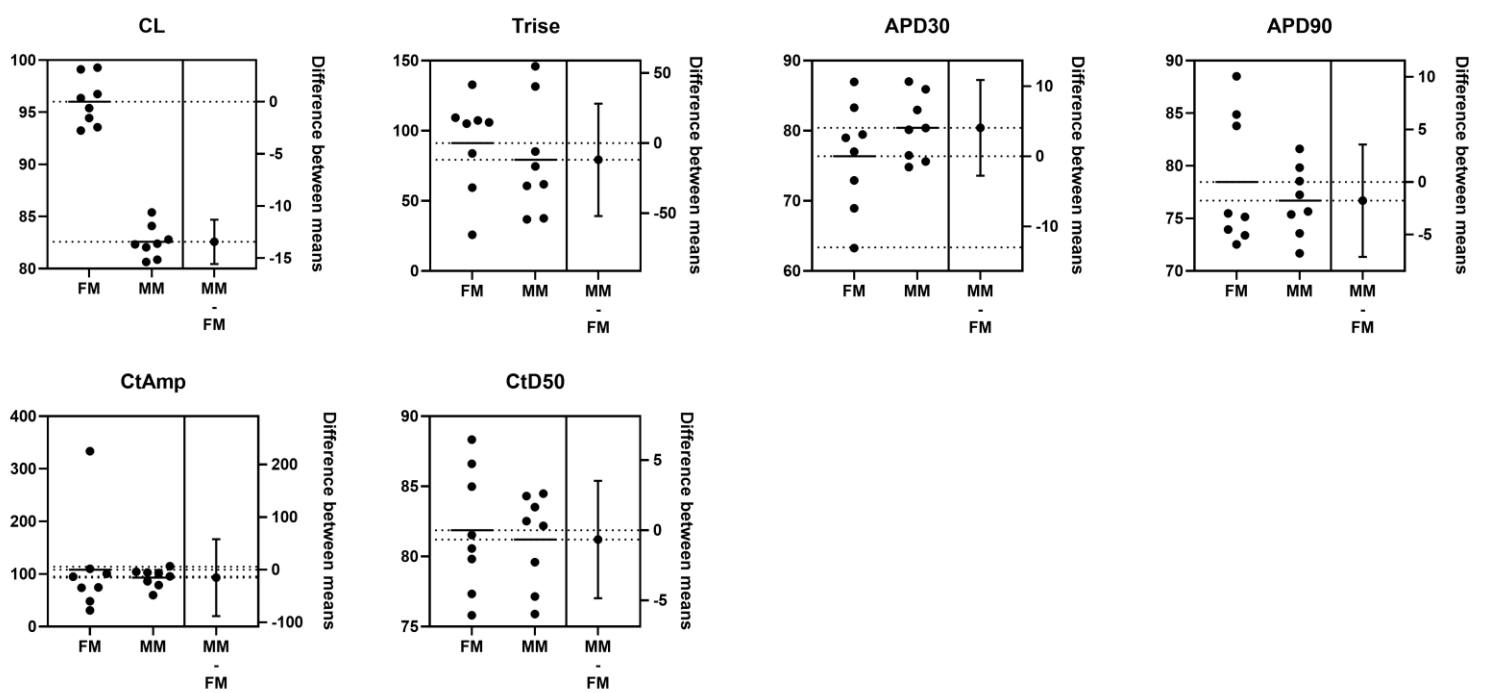 CL
100
95
90
85
80
0
-5
-10
-15
Difference between means
FM MM MM
-
FM
Trise
150
100
50
0
50
0
-50
Difference between means
FM MM MM
-
FM
APD30
90
80
70
60
10
0
-10
Difference between means
FM MM MM
-
FM
APD90
90
85
80
75
70
10
5
0
-5
Difference between means
FM MM MM
-
FM
CtAmp
400
300
200
100
0
200
100
0
-100
Difference between means
FM MM MM
-
FM
CtD50
90
85
80
75
5
0
-5
Difference between means
FM MM MM
-
FM